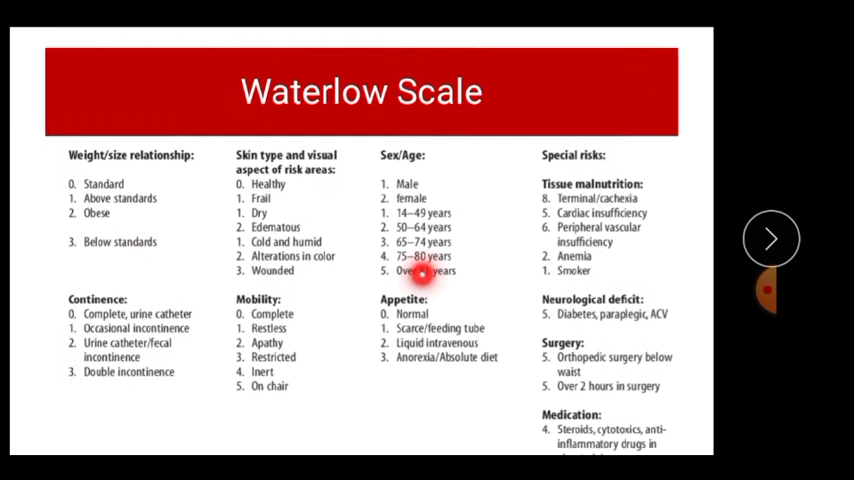 Waterlow Scale
Weight/size relationship:
0. Standard
1. Above standards
2. Obese
3. Below standards
Skin type and visual
aspect of risk areas:
0. Healthy
1. Frail
1. Dry
2. Edematous
1. Cold and humid
2. Alterations in color
3. Wounded
Sex/Age:
1. Male
2. female
1. 14–49 years
2. 50–64 years
3. 65–74 years
4. 75–80 years
5. Over years
Special risks:
Tissue malnutrition:
8. Terminal/cachexia
5. Cardiac insufficiency
6. Peripheral vascular
insufficiency
2. Anemia
1. Smoker
Continence:
0. Complete, urine catheter
1. Occasional incontinence
2. Urine catheter/fecal
incontinence
3. Double incontinence
Mobility:
0. Complete
1. Restless
2. Apathy
3. Restricted
4. Inert
5. On chair
Appetite:
0. Normal
1. Scarce/feeding tube
2. Liquid intravenous
3. Anorexia/Absolute diet
Neurological deficit:
5. Diabetes, paraplegic, ACV
Surgery:
5. Orthopedic surgery below
waist
5. Over 2 hours in surgery
Medication:
4. Steroids, cytotoxics, anti-
inflammatory drugs in